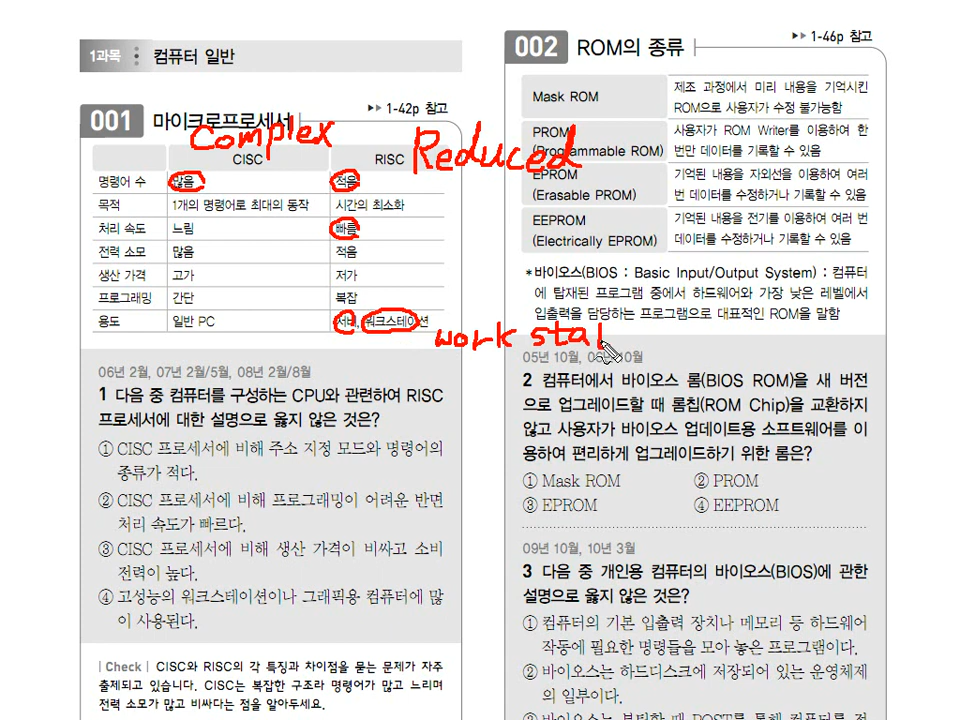 1과목 컴퓨터 일반
001 마이크로프로세서
▶▶ 1-42p 참고
Complex
Reduced
CISC RISC
명령어 수 많음 적음
목적 1개의 명령어로 최대의 동작 시간의 최소화
처리 속도 느림 빠름
전력 소모 많음 적음
생산 가격 고가 저가
프로그래밍 간단 복잡
용도 일반 PC 서버, 워크스테이션
work sta
06년 2월, 07년 2월/5월, 08년 2월/8월
1 다음 중 컴퓨터를 구성하는 CPU와 관련하여 RISC
프로세서에 대한 설명으로 옳지 않은 것은?
① CISC 프로세서에 비해 주소 지정 모드와 명령어의
종류가 적다.
② CISC 프로세서에 비해 프로그래밍이 어려운 반면
처리 속도가 빠르다.
③ CISC 프로세서에 비해 생산 가격이 비싸고 소비
전력이 높다.
④ 고성능의 워크스테이션이나 그래픽용 컴퓨터에 많
이 사용된다.
| Check | CISC와 RISC의 각 특징과 차이점을 묻는 문제가 자주
출제되고 있습니다. CISC는 복잡한 구조라 명령어가 많고 느리며
전력 소모가 많고 비싸다는 점을 알아두세요.
002 ROM의 종류
▶▶ 1-46p 참고
Mask ROM 제조 과정에서 미리 내용을 기억시킨
ROM으로 사용자가 수정 불가능함
PROM 사용자가 ROM Writer를 이용하여 한
(Programmable ROM) 번만 데이터를 기록할 수 있음
EPROM 기억된 내용을 자외선을 이용하여 여러
(Erasable PROM) 번 데이터를 수정하거나 기록할 수 있음
EEPROM 기억된 내용을 전기를 이용하여 여러 번
(Electrically EPROM) 데이터를 수정하거나 기록할 수 있음
*바이오스(BIOS : Basic Input/Output System) : 컴퓨터
에 탑재된 프로그램 중에서 하드웨어와 가장 낮은 레벨에서
입출력을 담당하는 프로그램으로 대표적인 ROM을 말함
05년 10월, 06년 10월
2 컴퓨터에서 바이오스 롬(BIOS ROM)을 새 버전
으로 업그레이드할 때 롬칩(ROM Chip)을 교환하지
않고 사용자가 바이오스 업데이트용 소프트웨어를 이
용하여 편리하게 업그레이드하기 위한 롬은?
① Mask ROM ② PROM
③ EPROM ④ EEPROM
09년 10월, 10년 3월
3 다음 중 개인용 컴퓨터의 바이오스(BIOS)에 관한
설명으로 옳지 않은 것은?
① 컴퓨터의 기본 입출력 장치나 메모리 등 하드웨어
작동에 필요한 명령들을 모아 놓은 프로그램이다.
② 바이오스는 하드디스크에 저장되어 있는 운영체제
의 일부이다.